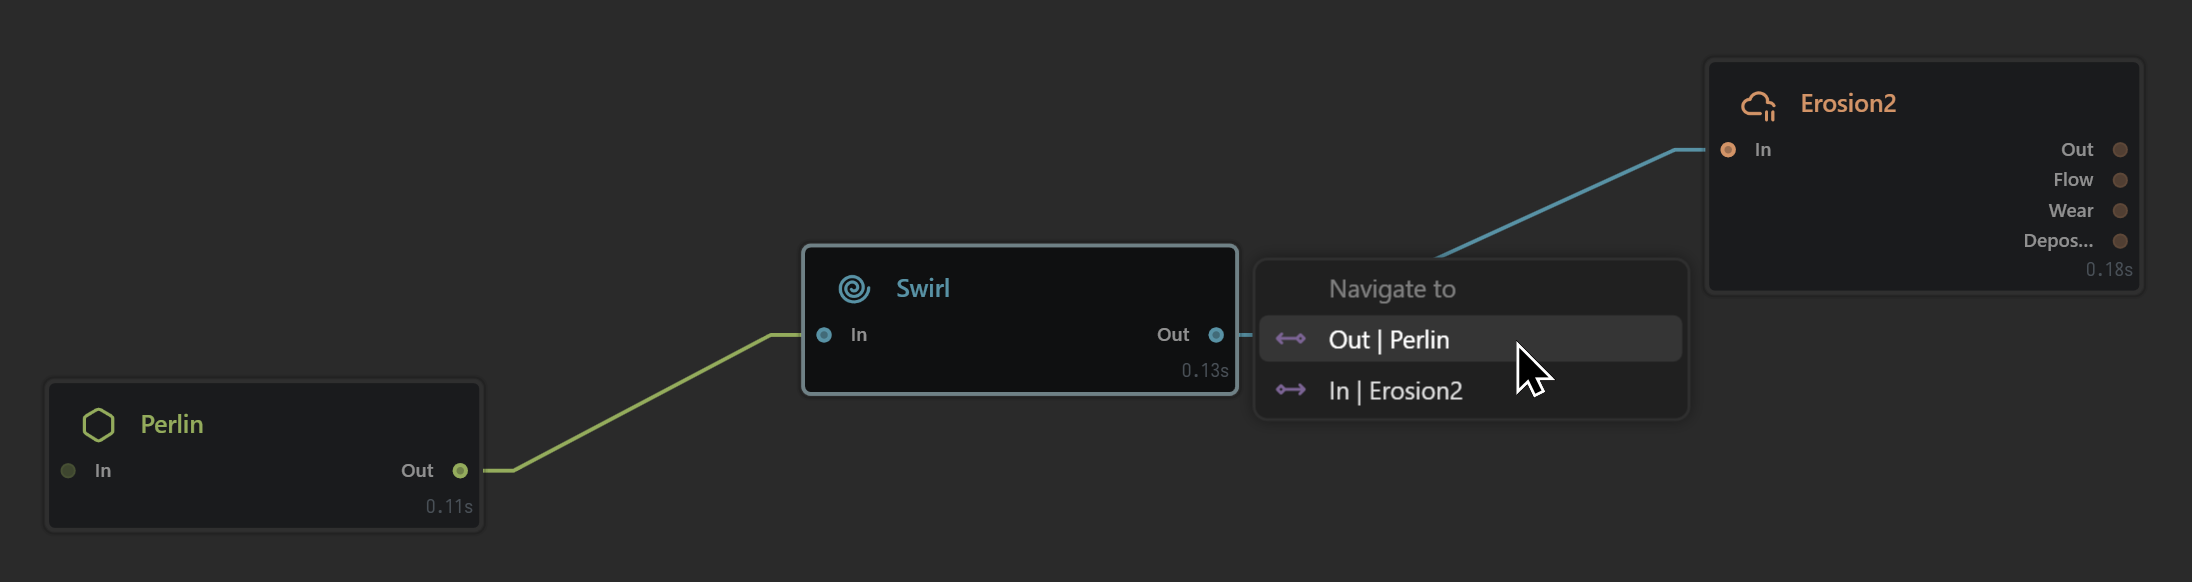 Erosion2
In
Out
Flow
Wear
Depos...
0.18s
Swirl
In
Out
0.13s
Navigate to
Out | Perlin
In | Erosion2
Perlin
In
Out
0.11s